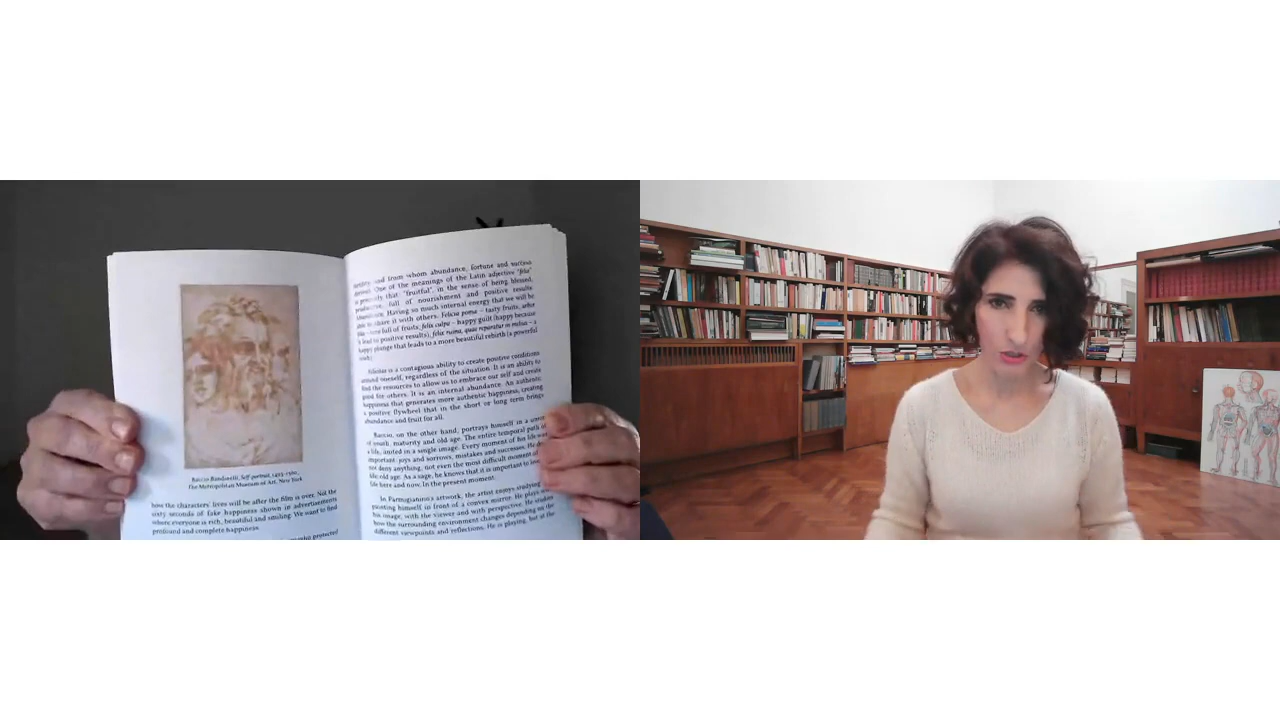 Baccio Bandinelli, Self-portrait, 1493-1560,
The Metropolitan Museum of Art, New York
how the characters' lives will be after the film is over. Not the
sixty seconds of fake happiness shown in advertisements
where everyone is rich, beautiful and smiling. We want to find
profound and complete happiness.
protected
and from whom abundance, fortune and success
One of the meanings of the Latin adjective "felix"
is precisely that: "fruitful", in the sense of being blessed,
productive, full of nourishment and positive results.
Having so much internal energy that we will be
able to share it with others. Felicia poma – tasty fruits, arbor
felix – tree full of fruits; felix culpa – happy guilt (happy because
it lead to positive results), felix ruina, quae reparatur in melius – a
happy plunge that leads to a more beautiful rebirth (a powerful
is a contagious ability to create positive conditions
around oneself, regardless of the situation. It is an ability to
find the resources to allow us to embrace our self and create
good for others. It is an internal abundance. An authentic
happiness that generates more authentic happiness, creating
a positive flywheel that in the short or long term brings
abundance and fruit for all.
Baccio, on the other hand, portrays himself in a
of youth, maturity and old age. The entire temporal path of
a life, united in a single image. Every moment of his life was
important: joys and sorrows, mistakes and successes. He does
not deny anything, not even the most difficult moment of
life: old age. As a sage, he knows that it is important to
life here and now. In the present moment.
In Parmigianino's artwork, the artist enjoys studying
painting himself in front of a convex mirror. He plays with
his image, with the viewer and with perspective. He studies
how the surrounding environment changes depending on the
different viewpoints and reflections. He is playing, but at the